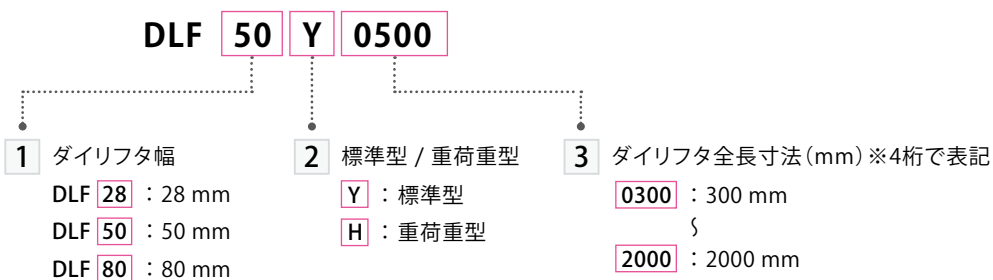 DLF 50 Y 0500
1 ダイリフタ幅
DLF 28 : 28 mm
DLF 50 : 50 mm
DLF 80 : 80 mm
2 標準型 / 重荷重型
Y : 標準型
H : 重荷重型
3 ダイリフタ全長寸法(mm)※4桁で表記
0300 : 300 mm
〜
2000 : 2000 mm